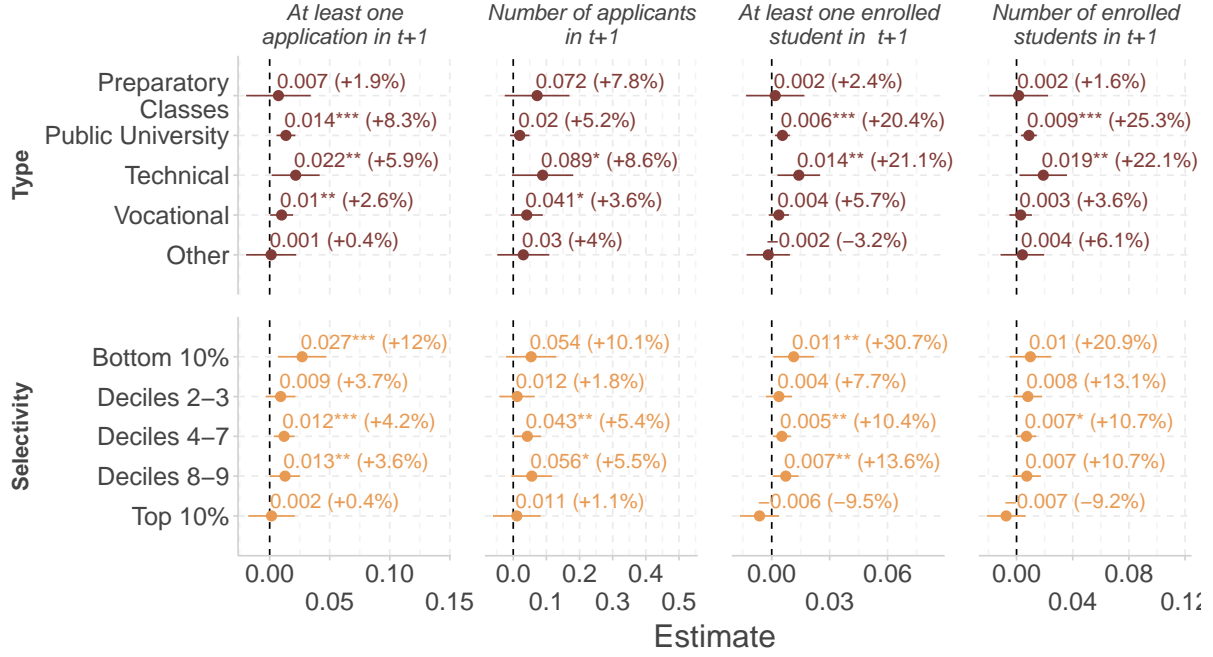 At least one application in t+1
Number of applicants in t+1
At least one enrolled student in t+1
Number of enrolled students in t+1
Type
Preparatory Classes
0.007 (+1.9%)
0.072 (+7.8%)
0.002 (+2.4%)
0.002 (+1.6%)
Public University
0.014*** (+8.3%)
0.02 (+5.2%)
0.006*** (+20.4%)
0.009*** (+25.3%)
Technical
0.022** (+5.9%)
0.089* (+8.6%)
0.014** (+21.1%)
0.019** (+22.1%)
Vocational
0.01** (+2.6%)
0.041* (+3.6%)
0.004 (+5.7%)
0.003 (+3.6%)
Other
0.001 (+0.4%)
0.03 (+4%)
−0.002 (−3.2%)
0.004 (+6.1%)
Selectivity
Bottom 10%
0.027*** (+12%)
0.054 (+10.1%)
0.011** (+30.7%)
0.01 (+20.9%)
Deciles 2−3
0.009 (+3.7%)
0.012 (+1.8%)
0.004 (+7.7%)
0.008 (+13.1%)
Deciles 4−7
0.012*** (+4.2%)
0.043** (+5.4%)
0.005** (+10.4%)
0.007* (+10.7%)
Deciles 8−9
0.013** (+3.6%)
0.056* (+5.5%)
0.007** (+13.6%)
0.007 (+10.7%)
Top 10%
0.002 (+0.4%)
0.011 (+1.1%)
−0.006 (−9.5%)
−0.007 (−9.2%)
0.00 0.10
0.05 0.15
0.0 0.2 0.4
0.1 0.3 0.5
0.00 0.06
0.03
0.00 0.08
0.04 0.12
Estimate